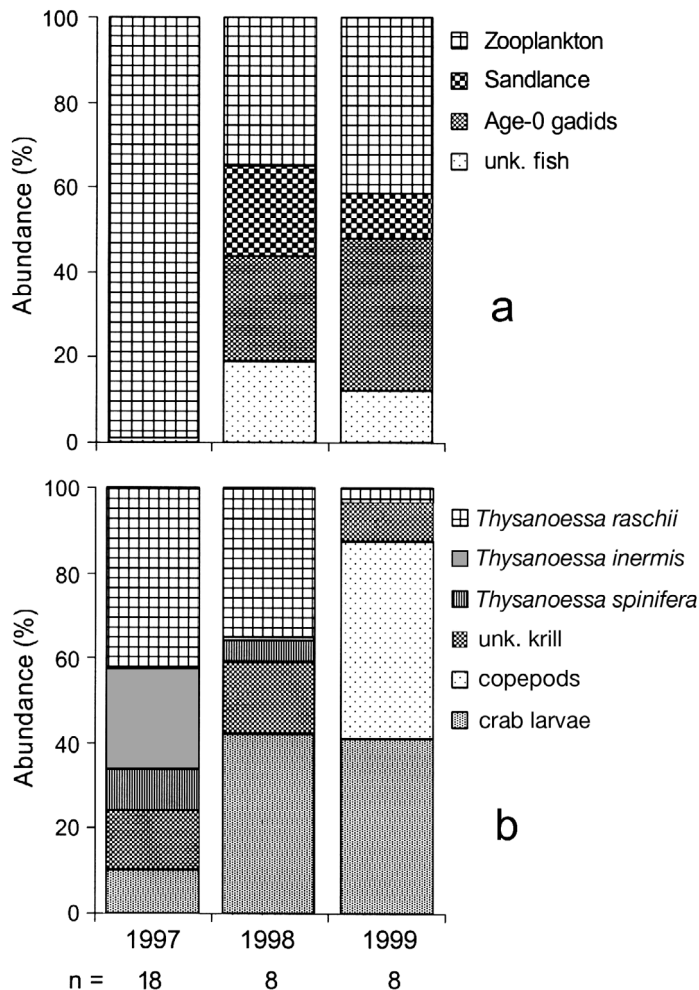 100
80
60
40
20
0
Abundance (%)
Zooplankton
Sandlance
Age-0 gadids
unk. fish
a
100
80
60
40
20
0
Abundance (%)
Thysanoessa raschii
Thysanoessa inermis
Thysanoessa spinifera
unk. krill
copepods
crab larvae
b
1997 1998 1999
n = 18 8 8